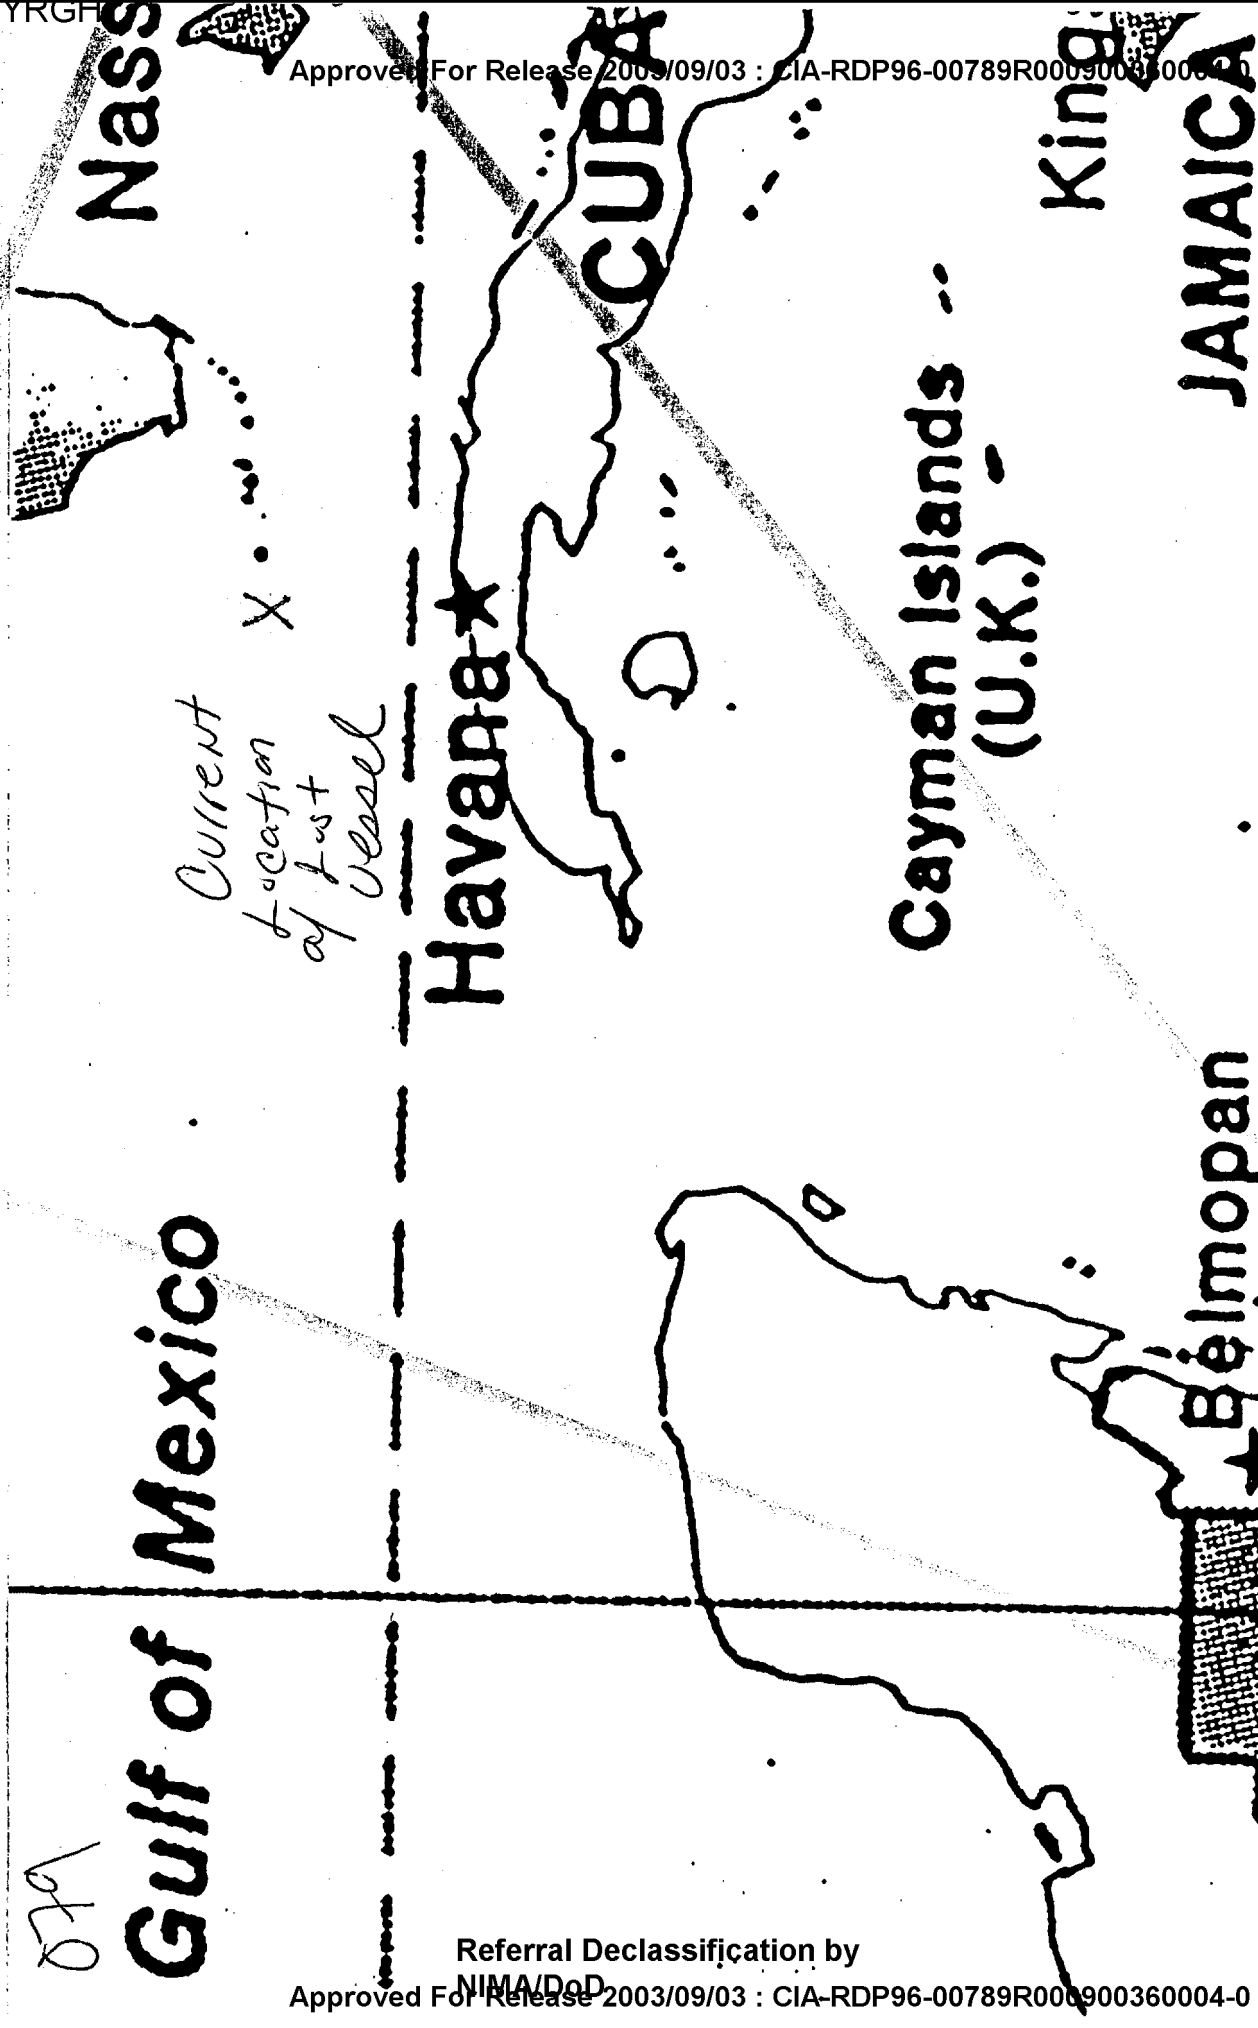 YRGH
Approved For Release 2003/09/03 : CIA-RDP96-00789R000900360004-0
Nass
CUBA
King
JAMAICA
X
Current
Location
of Lost
vessel
Havana
Cayman Islands
(U.K.)
Gulf of Mexico
Belmopan
079
Referral Declassification by
NIMA/DoD
Approved For Release 2003/09/03 : CIA-RDP96-00789R000900360004-0